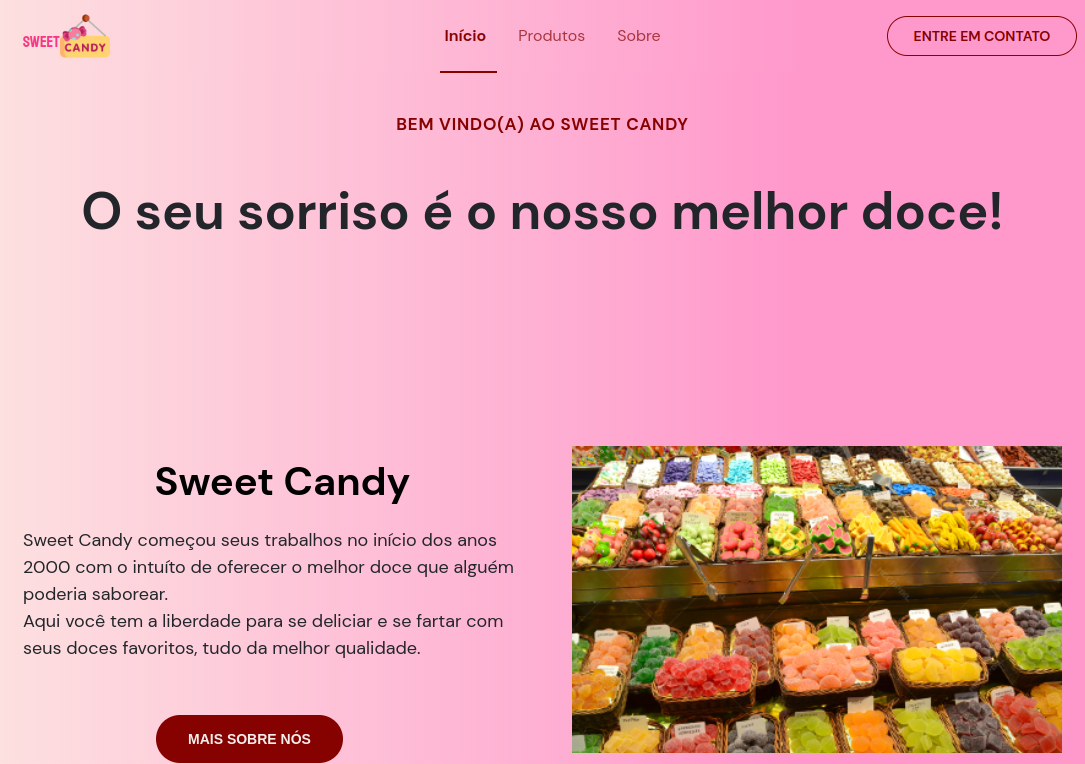 SWEET CANDY
Início
Produtos
Sobre
ENTRE EM CONTATO
BEM VINDO(A) AO SWEET CANDY
O seu sorriso é o nosso melhor doce!
Sweet Candy
Sweet Candy começou seus trabalhos no início dos anos
2000 com o intuíto de oferecer o melhor doce que alguém
poderia saborear.
Aqui você tem a liberdade para se deliciar e se fartar com
seus doces favoritos, tudo da melhor qualidade.
MAIS SOBRE NÓS